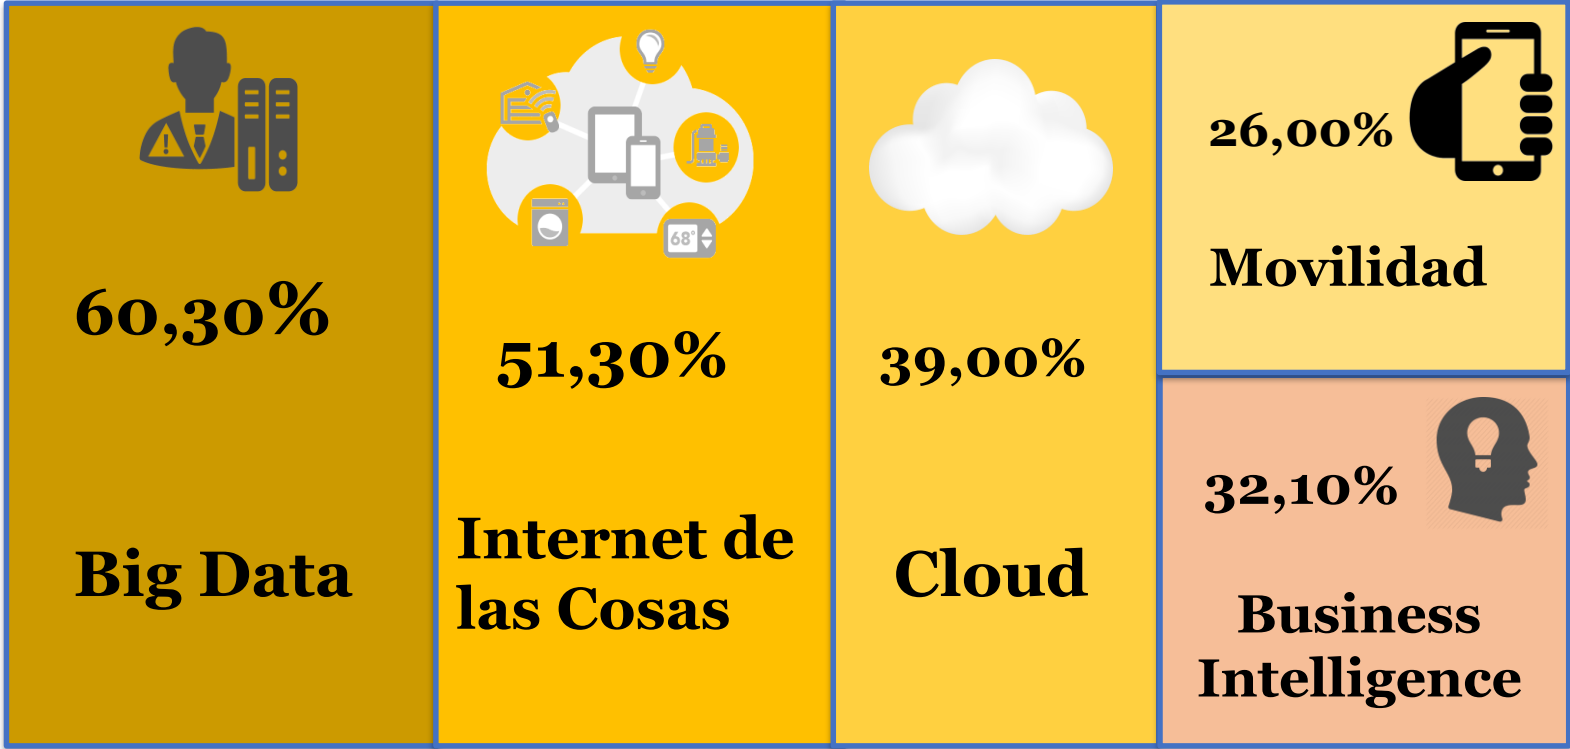 60,30%
Big Data
68°
51,30%
Internet de
las Cosas
39,00%
Cloud
26,00%
Movilidad
32,10%
Business
Intelligence